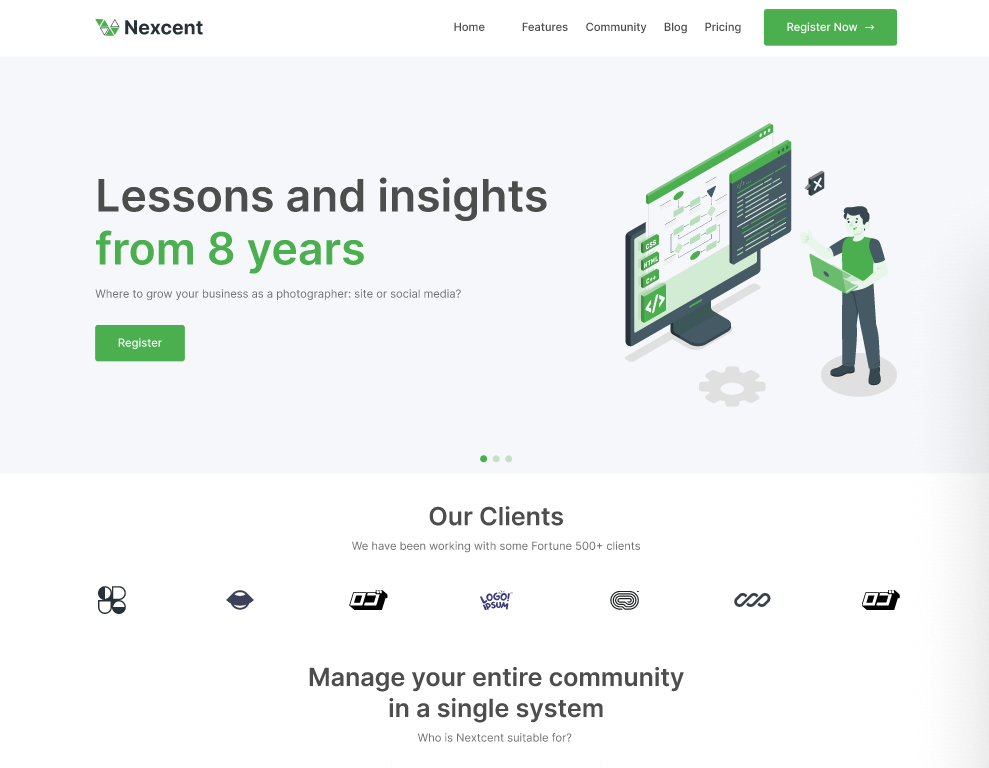 Nexcent
Home Features Community Blog Pricing Register Now →
Lessons and insights
from 8 years
Where to grow your business as a photographer: site or social media?
Register
CSS
HTML
C++
</>
</>
X
Our Clients
We have been working with some Fortune 500+ clients
LOGO!
IPSUM
Manage your entire community
in a single system
Who is Nextcent suitable for?